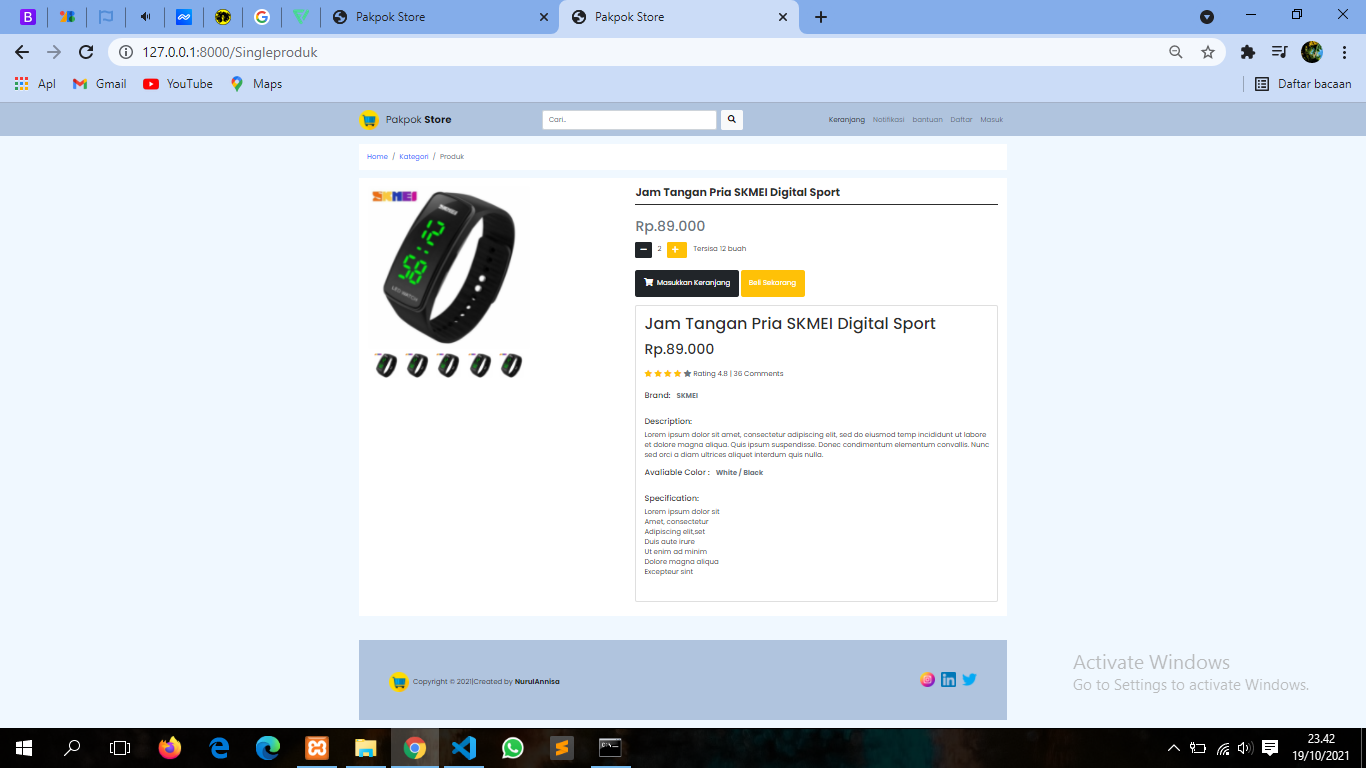 Pakpok Store
Pakpok Store
127.0.0.1:8000/Singleproduk
Apl
Gmail
YouTube
Maps
Daftar bacaan
Pakpok Store
Cari..
Keranjang
Notifikasi
bantuan
Daftar
Masuk
Home / Kategori / Produk
SKMEI
12
58
Jam Tangan Pria SKMEI Digital Sport
Rp.89.000
2
Tersisa 12 buah
Masukkan Keranjang
Beli Sekarang
Jam Tangan Pria SKMEI Digital Sport
Rp.89.000
Rating 4.8 | 36 Comments
Brand: SKMEI
Description:
Lorem ipsum dolor sit amet, consectetur adipiscing elit, sed do eiusmod temp incididunt ut labore
et dolore magna aliqua. Quis ipsum suspendisse. Donec condimentum elementum convallis. Nunc
sed orci a diam ultrices aliquet interdum quis nulla.
Avaliable Color : White / Black
Specification:
Lorem ipsum dolor sit
Amet, consectetur
Adipiscing elit,set
Duis aute irure
Ut enim ad minim
Dolore magna aliqua
Excepteur sint
Copyright © 2021|Created by NurulAnnisa
Activate Windows
Go to Settings to activate Windows.
23.42
19/10/2021